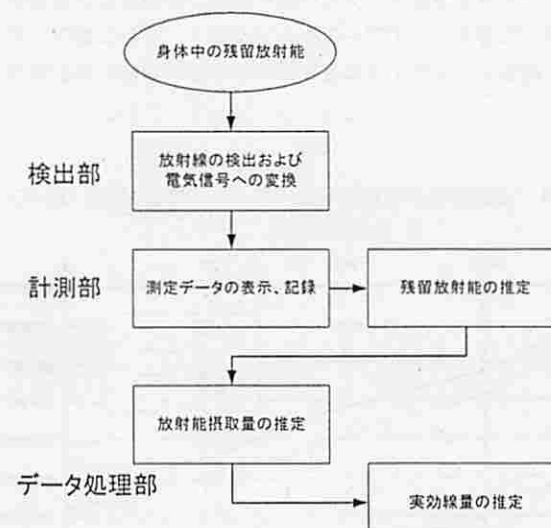 身体中の残留放射能
検出部
放射線の検出および
電気信号への変換
計測部
測定データの表示、記録
残留放射能の推定
放射能摂取量の推定
データ処理部
実効線量の推定